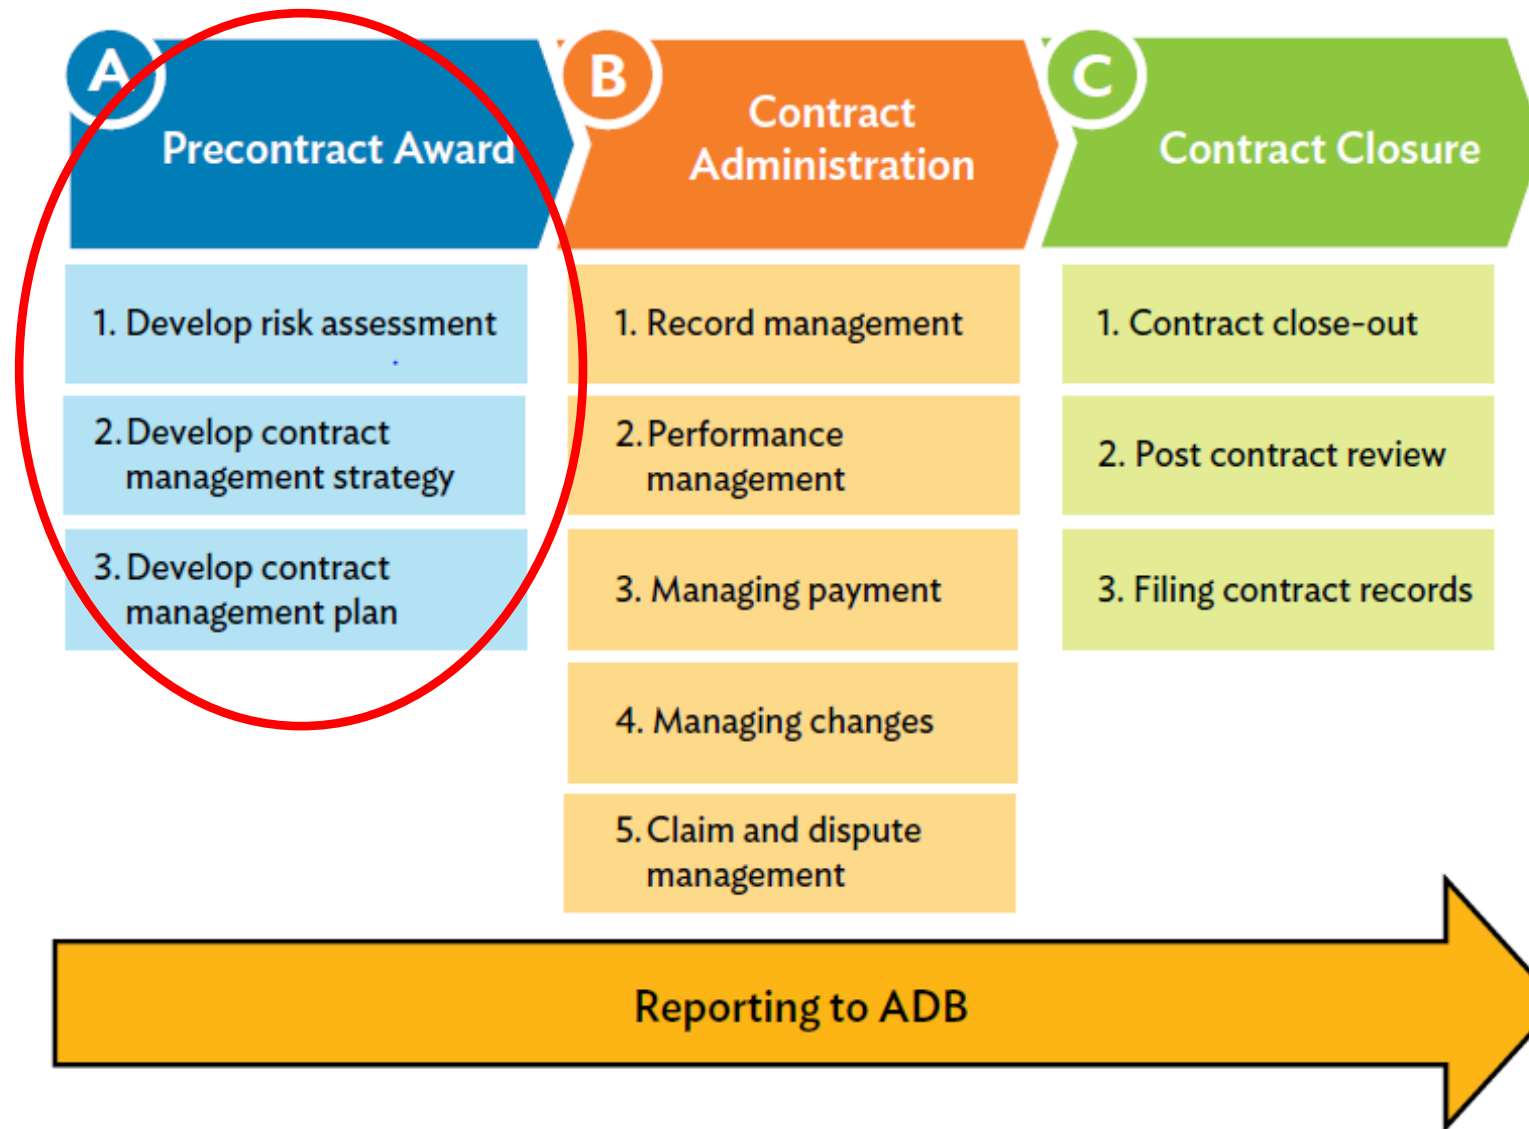 A
Precontract Award
1. Develop risk assessment
2. Develop contract
management strategy
3. Develop contract
management plan
B
Contract
Administration
1. Record management
2. Performance
management
3. Managing payment
4. Managing changes
5. Claim and dispute
management
C
Contract Closure
1. Contract close-out
2. Post contract review
3. Filing contract records
Reporting to ADB